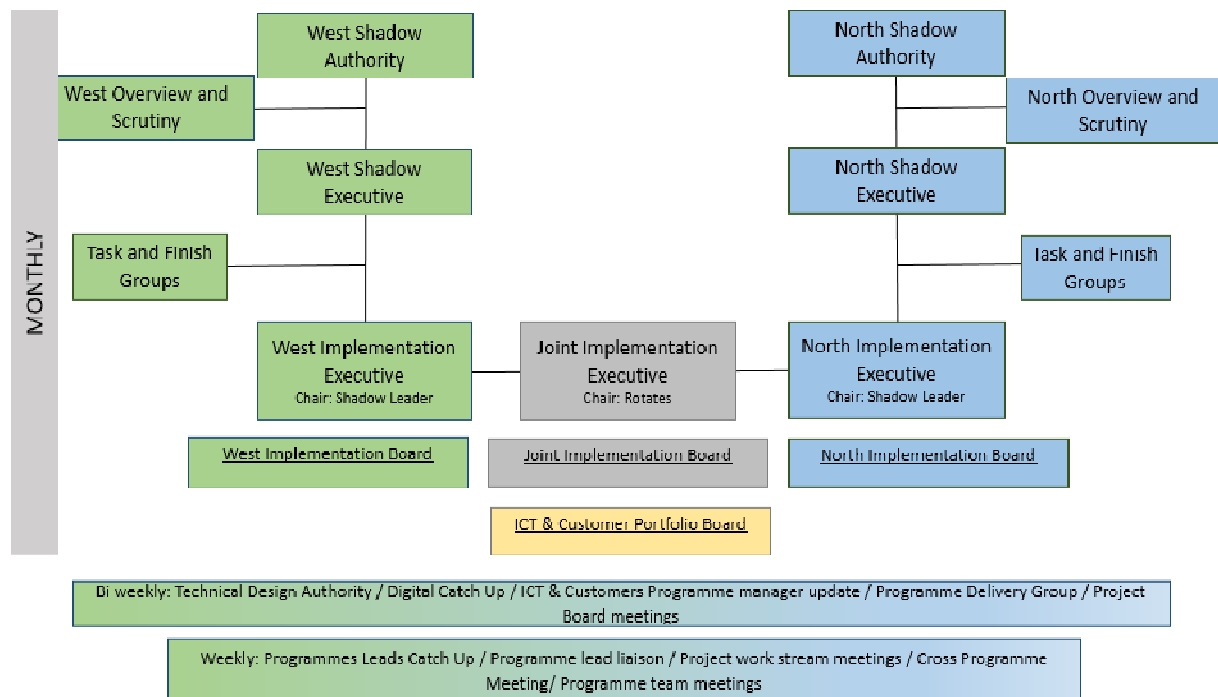 West Shadow
Authority
North Shadow
Authority
West Overview and
Scrutiny
North Overview and
Scrutiny
West Shadow
Executive
North Shadow
Executive
Task and Finish
Groups
Task and Finish
Groups
MONTHLY
West Implementation
Executive
Chair: Shadow Leader
Joint Implementation
Executive
Chair: Rotates
North Implementation
Executive
Chair: Shadow Leader
West Implementation Board
Joint Implementation Board
North Implementation Board
ICT & Customer Portfolio Board
Bi weekly: Technical Design Authority / Digital Catch Up / ICT & Customers Programme manager update / Programme Delivery Group / Project
Board meetings
Weekly: Programmes Leads Catch Up / Programme lead liaison / Project work stream meetings / Cross Programme
Meeting/ Programme team meetings